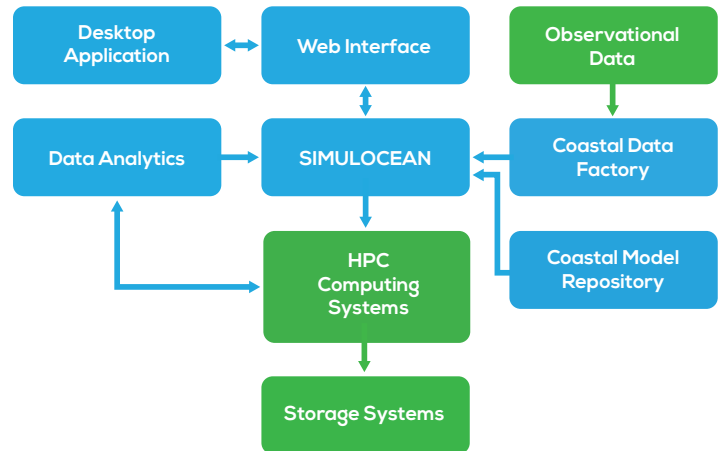 Desktop
Application
Web Interface
Observational
Data
Data Analytics
SIMULOCEAN
Coastal Data
Factory
HPC
Computing
Systems
Coastal Model
Repository
Storage Systems